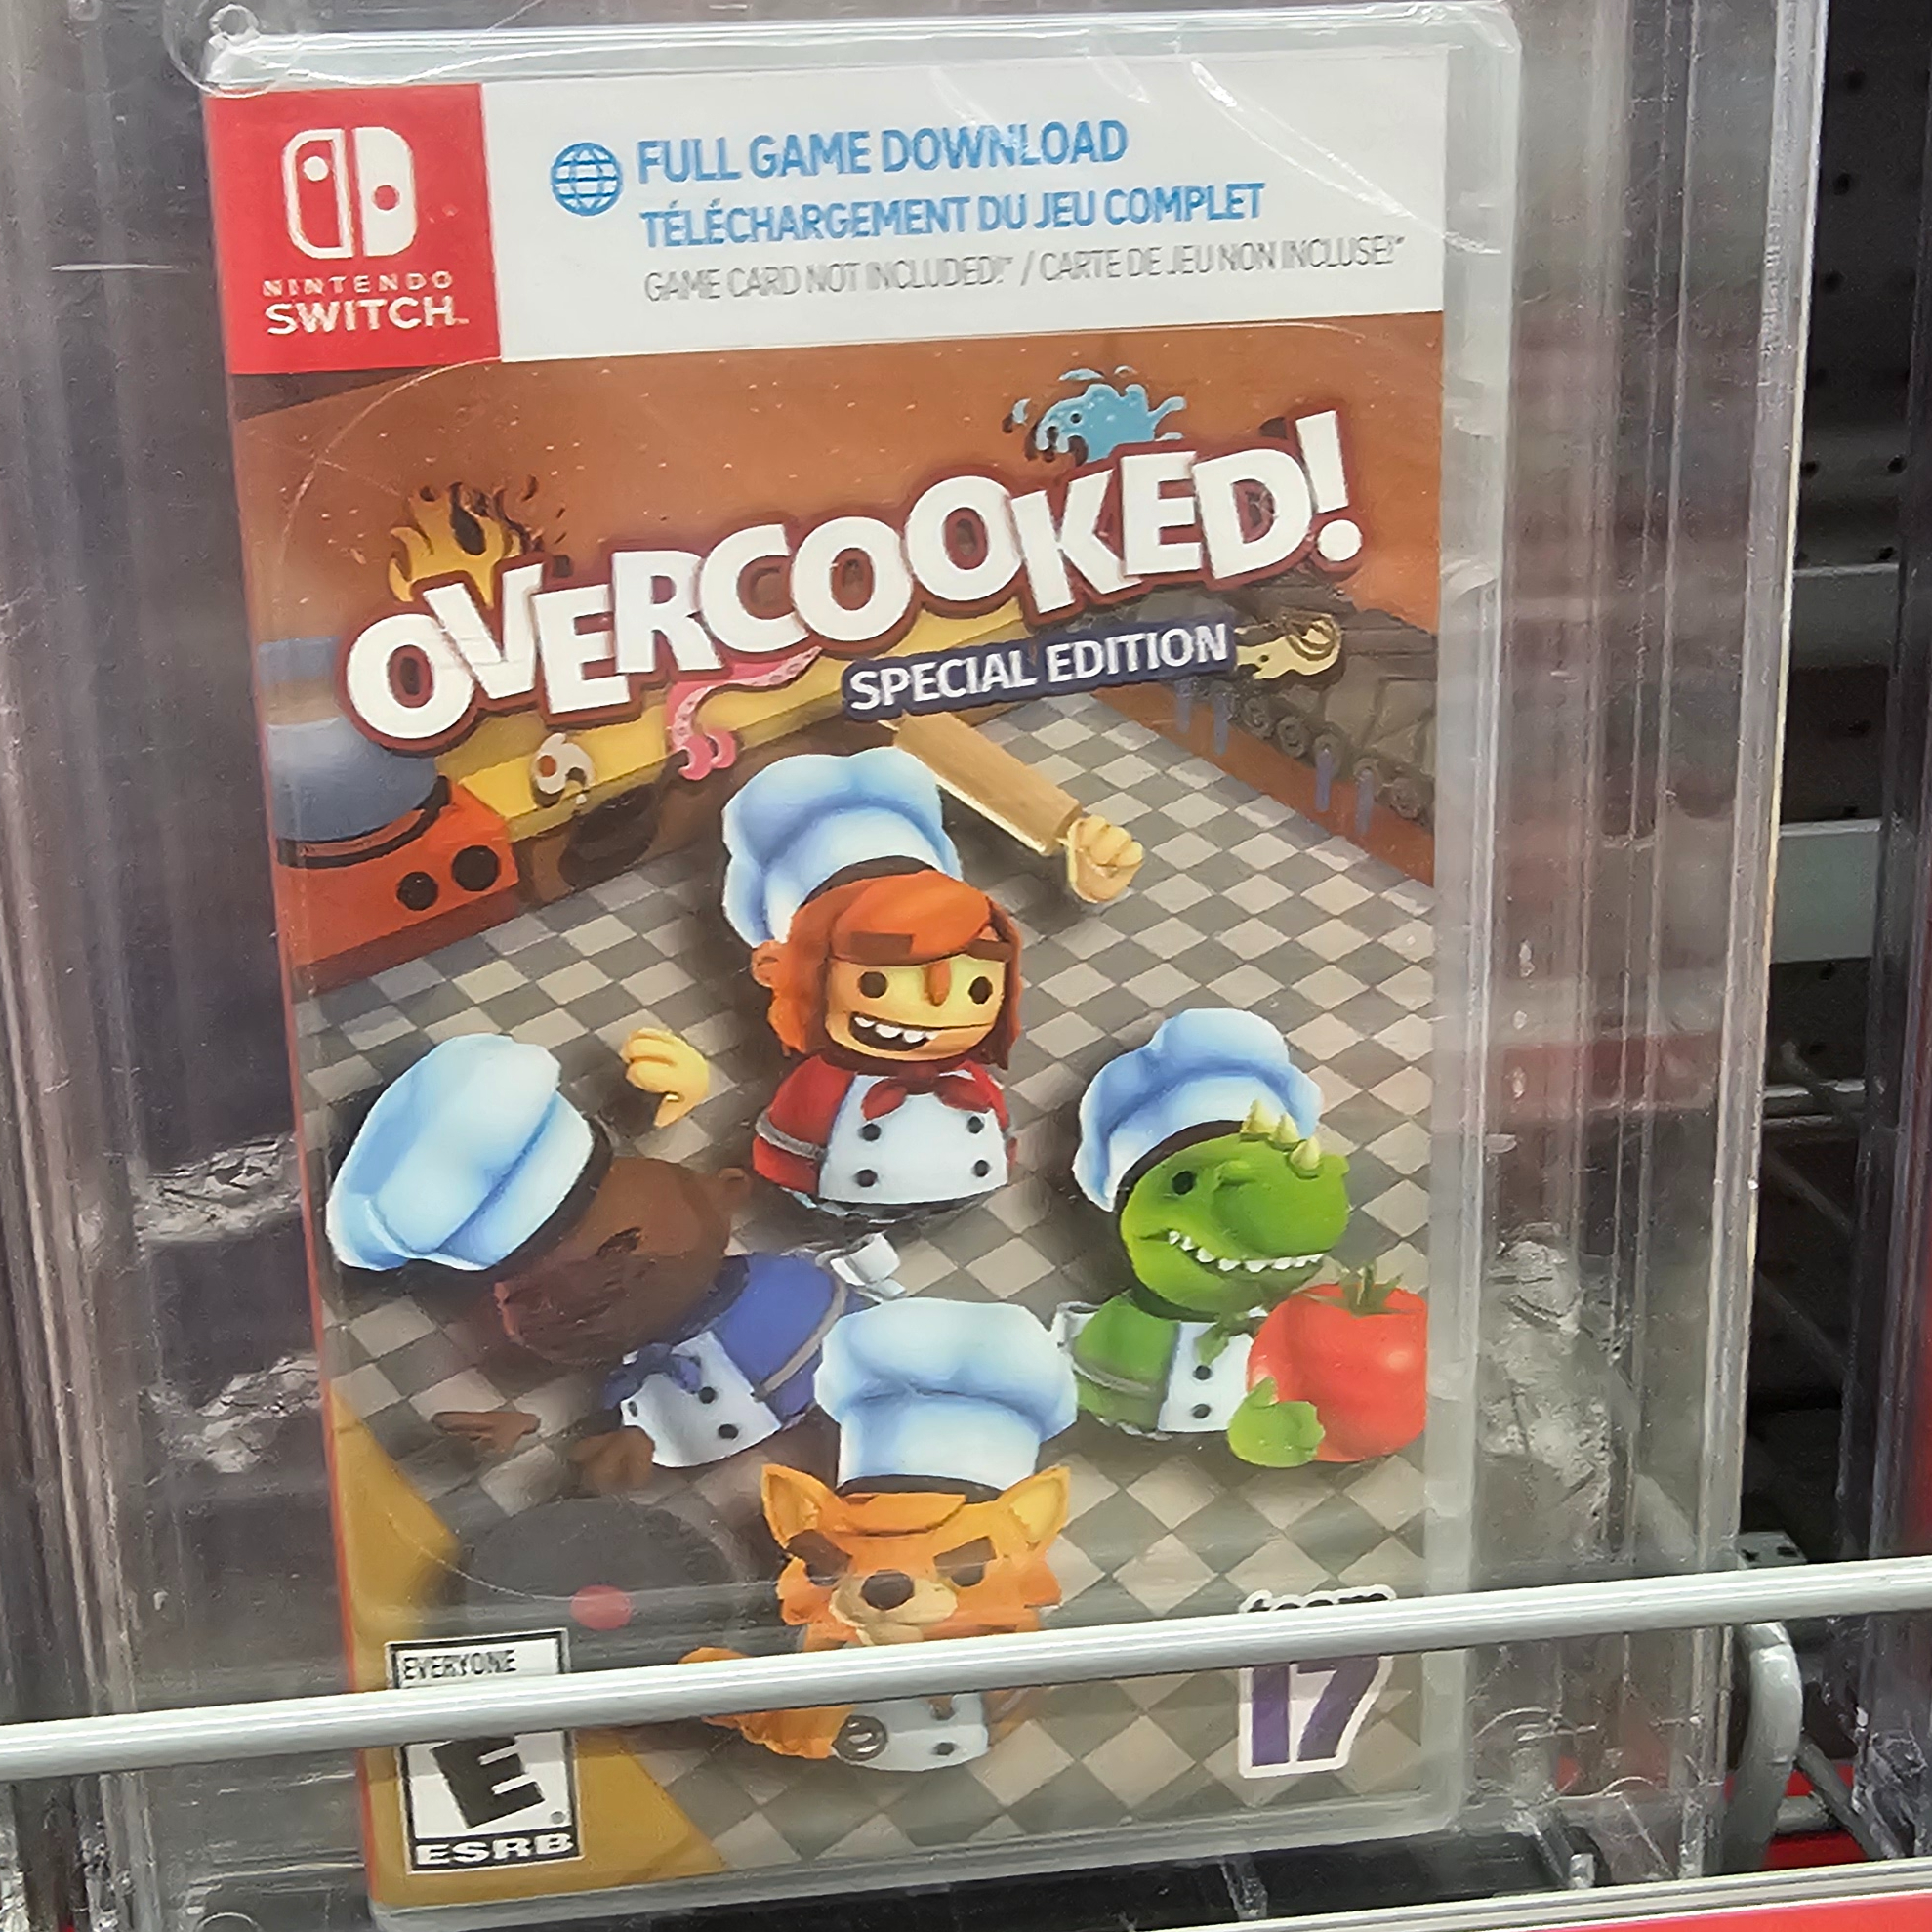 NINTENDO
SWITCH™
FULL GAME DOWNLOAD
TÉLÉCHARGEMENT DU JEU COMPLET
GAME CARD NOT INCLUDED!* / CARTE DE JEU NON INCLUSE!*
OVERCOOKED!
SPECIAL EDITION
team
17
EVERYONE
E
ESRB